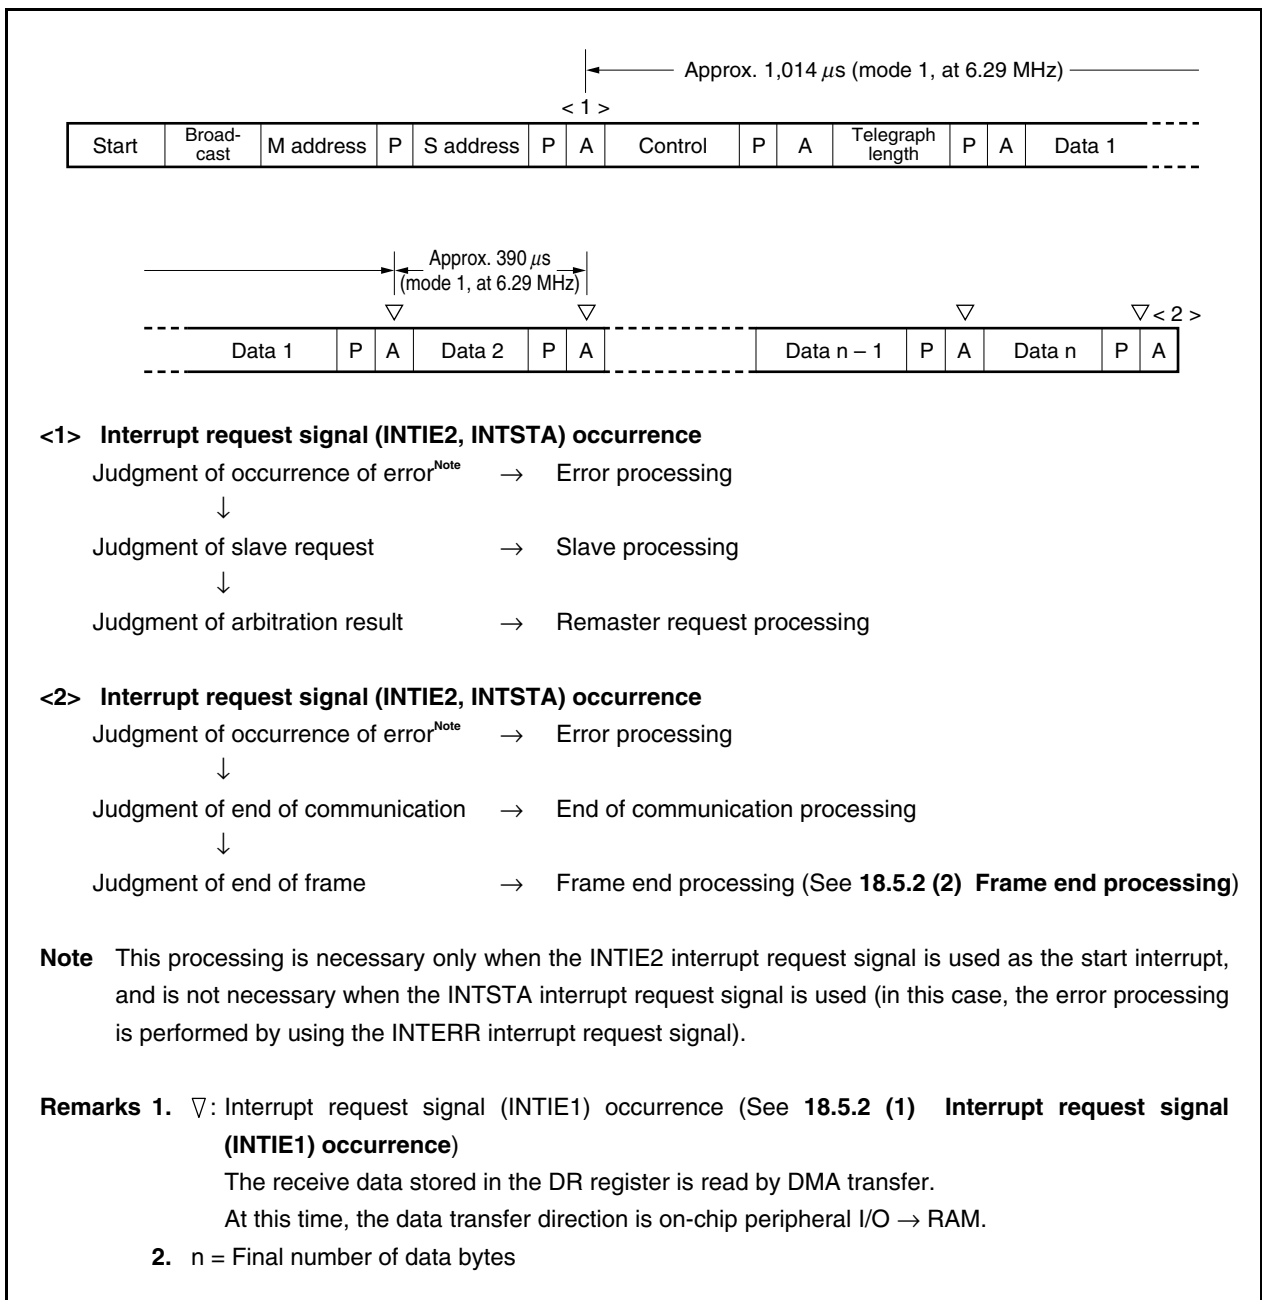 Approx. 1,014 μs (mode 1, at 6.29 MHz)
< 1 >
Start Broad-cast M address P S address P A Control P A Telegraph length P A Data 1
Approx. 390 μs
(mode 1, at 6.29 MHz)
▽ ▽ ▽ ▽ < 2 >
Data 1 P A Data 2 P A Data n – 1 P A Data n P A
<1> Interrupt request signal (INTIE2, INTSTA) occurrence
Judgment of occurrence of errorNote → Error processing
↓
Judgment of slave request → Slave processing
↓
Judgment of arbitration result → Remaster request processing
<2> Interrupt request signal (INTIE2, INTSTA) occurrence
Judgment of occurrence of errorNote → Error processing
↓
Judgment of end of communication → End of communication processing
↓
Judgment of end of frame → Frame end processing (See 18.5.2 (2) Frame end processing)
Note This processing is necessary only when the INTIE2 interrupt request signal is used as the start interrupt,
and is not necessary when the INTSTA interrupt request signal is used (in this case, the error processing
is performed by using the INTERR interrupt request signal).
Remarks 1. ▽: Interrupt request signal (INTIE1) occurrence (See 18.5.2 (1) Interrupt request signal
(INTIE1) occurrence)
The receive data stored in the DR register is read by DMA transfer.
At this time, the data transfer direction is on-chip peripheral I/O → RAM.
2. n = Final number of data bytes